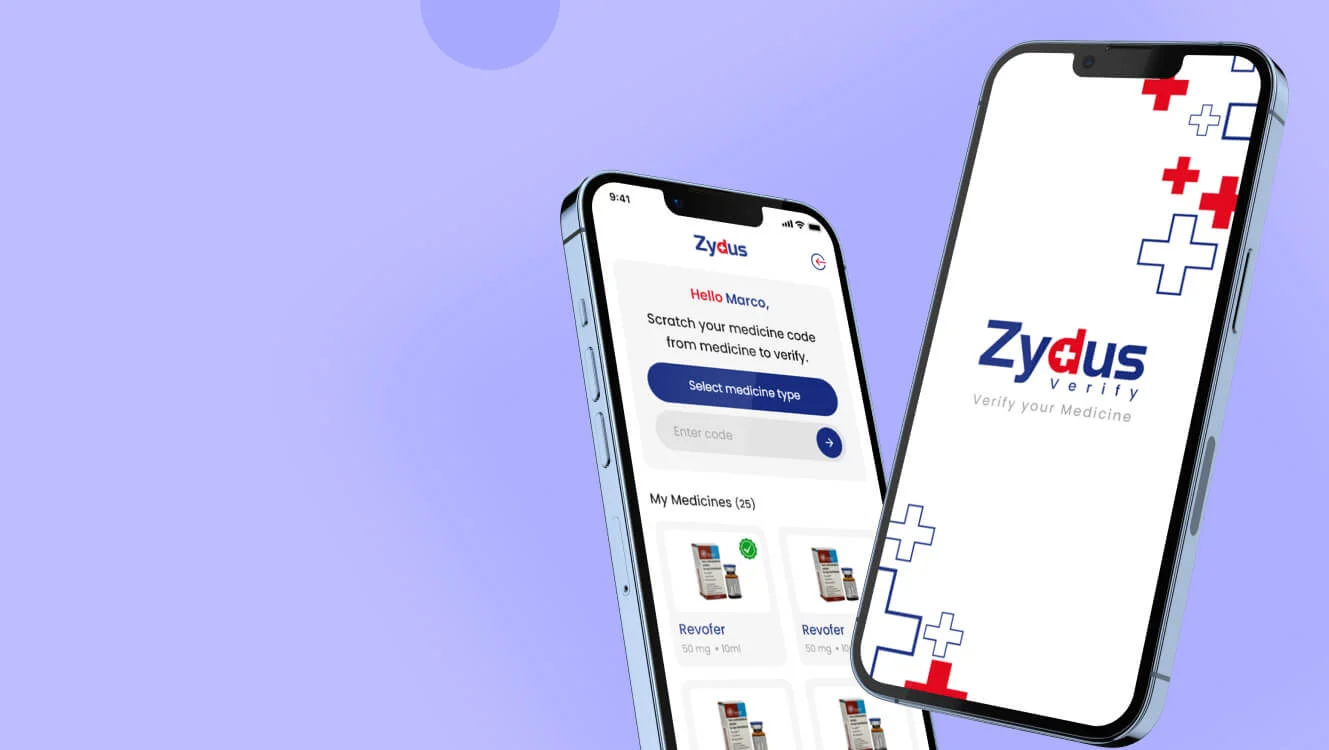 9:41
Zydus
Hello Marco,
Scratch your medicine code
from medicine to verify.
Select medicine type
Enter code
My Medicines (25)
Revofer
50 mg • 10ml
Revofer
50 mg • 10
Zydus
Verify
Verify your Medicine